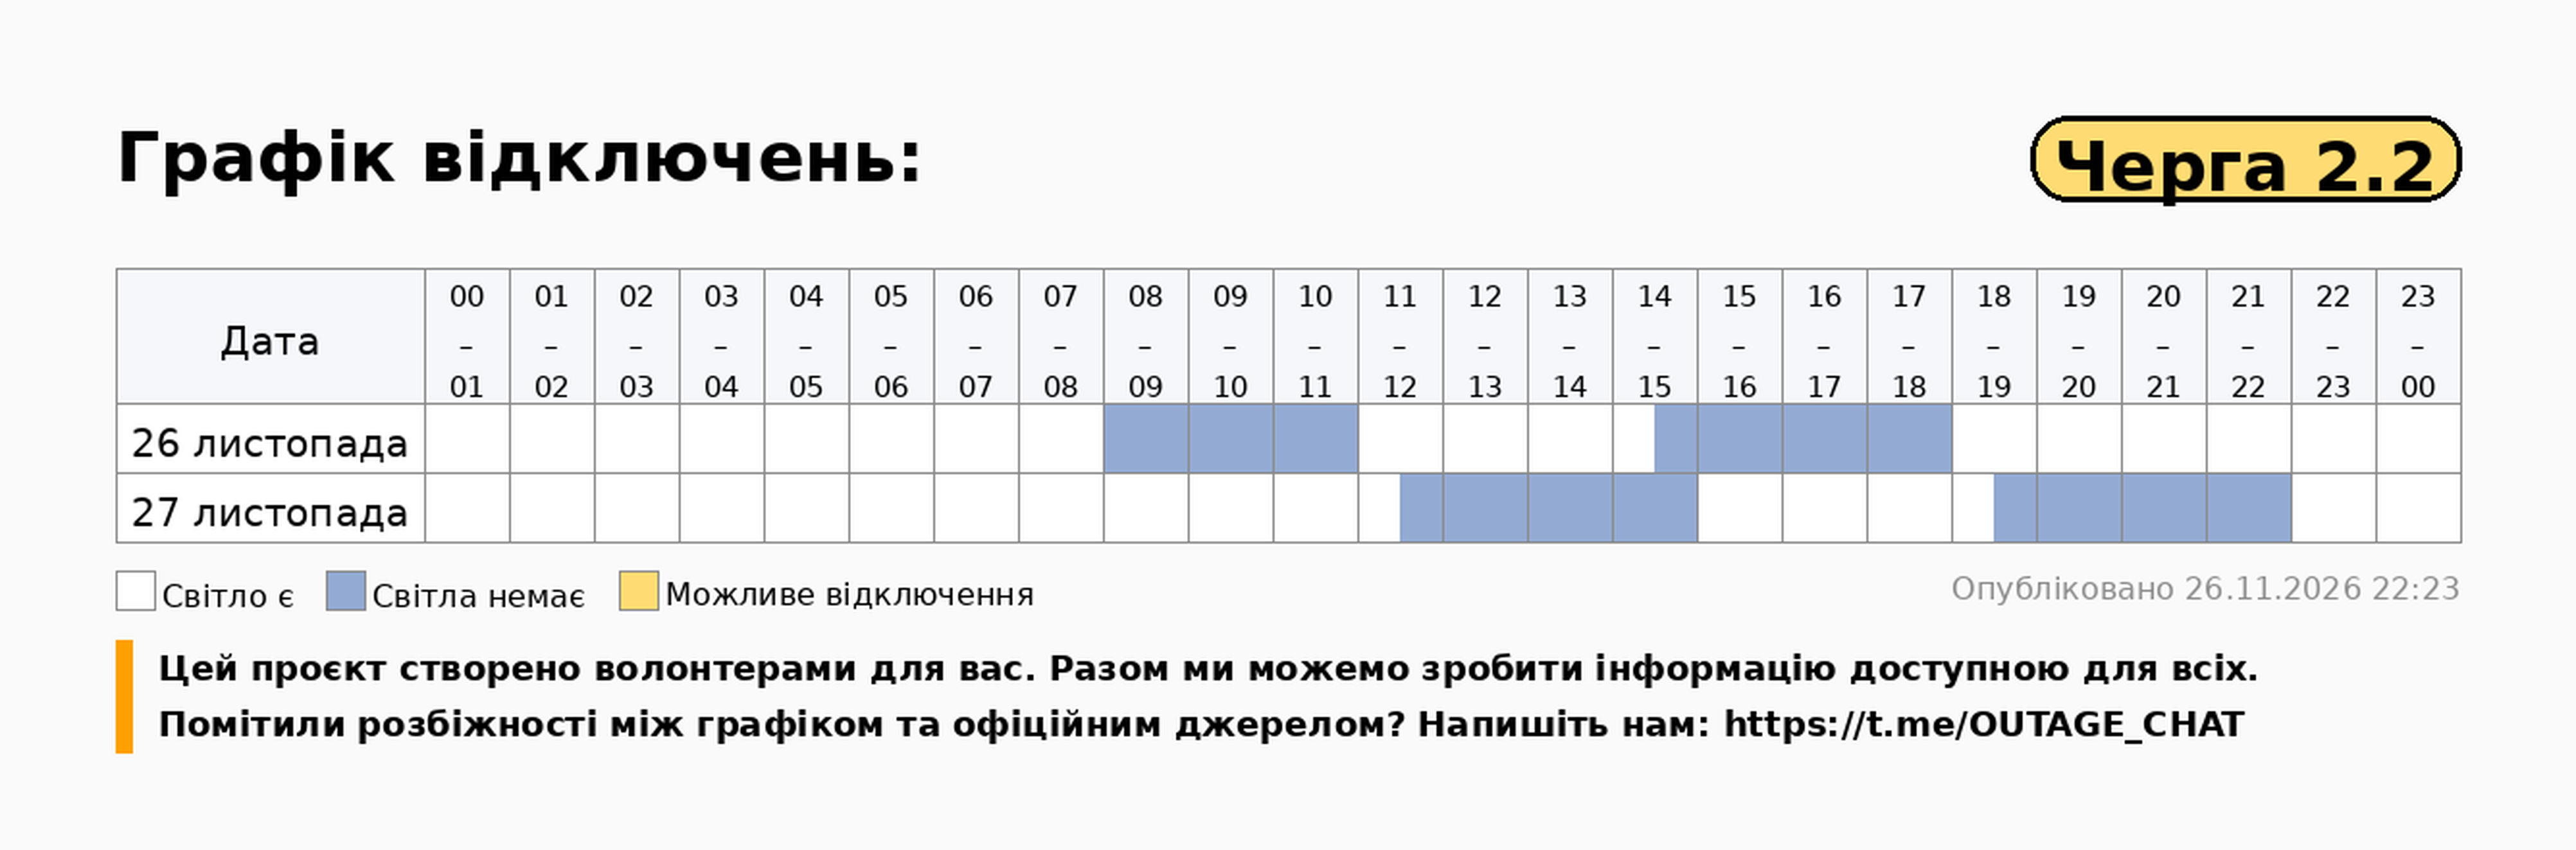 Графік відключень:
Черга 2.2
Дата 00 – 01 01 – 02 02 – 03 03 – 04 04 – 05 05 – 06 06 – 07 07 – 08 08 – 09 09 – 10 10 – 11 11 – 12 12 – 13 13 – 14 14 – 15 15 – 16 16 – 17 17 – 18 18 – 19 19 – 20 20 – 21 21 – 22 22 – 23 23 – 00
26 листопада
27 листопада
Світло є Світла немає Можливе відключення
Опубліковано 26.11.2026 22:23
Цей проєкт створено волонтерами для вас. Разом ми можемо зробити інформацію доступною для всіх.
Помітили розбіжності між графіком та офіційним джерелом? Напишіть нам: https://t.me/OUTAGE_CHAT